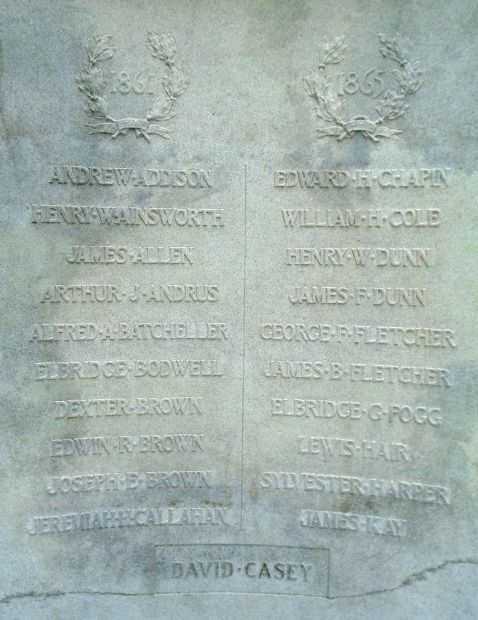 1861
ANDREW·ADDISON
HENRY·W·AINSWORTH
JAMES·ALLEN
ARTHUR·J·ANDRUS
ALFRED·A·BATCHELLER
ELBRIDGE·BODWELL
DEXTER·BROWN
EDWIN·R·BROWN
JOSEPH·E·BROWN
JEREMIAH·H·CALLAHAN
1865
EDWARD·H·CHAPIN
WILLIAM·H·COLE
HENRY·W·DUNN
JAMES·F·DUNN
GEORGE·F·FLETCHER
JAMES·B·FLETCHER
ELBRIDGE·G·FOGG
LEWIS·HAIR
SYLVESTER·HARPER
JAMES·KAY
DAVID·CASEY